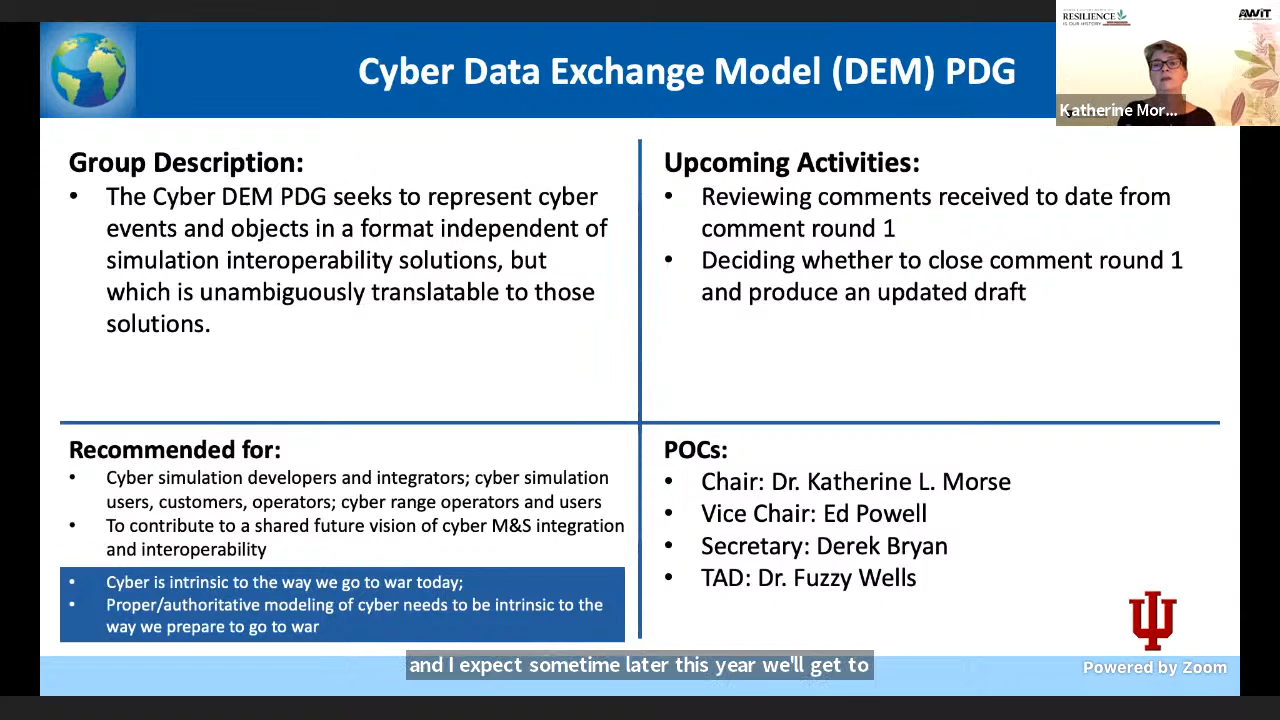 Cyber Data Exchange Model (DEM) PDG
RESILIENCE
IS OUR HISTORY
AWIT
Katherine Mor...
Group Description:
• The Cyber DEM PDG seeks to represent cyber
events and objects in a format independent of
simulation interoperability solutions, but
which is unambiguously translatable to those
solutions.
Upcoming Activities:
• Reviewing comments received to date from
comment round 1
• Deciding whether to close comment round 1
and produce an updated draft
Recommended for:
• Cyber simulation developers and integrators; cyber simulation
users, customers, operators; cyber range operators and users
• To contribute to a shared future vision of cyber M&S integration
and interoperability
• Cyber is intrinsic to the way we go to war today;
• Proper/authoritative modeling of cyber needs to be intrinsic to the
way we prepare to go to war
POCs:
• Chair: Dr. Katherine L. Morse
• Vice Chair: Ed Powell
• Secretary: Derek Bryan
• TAD: Dr. Fuzzy Wells
and I expect sometime later this year we'll get to
Powered by Zoom